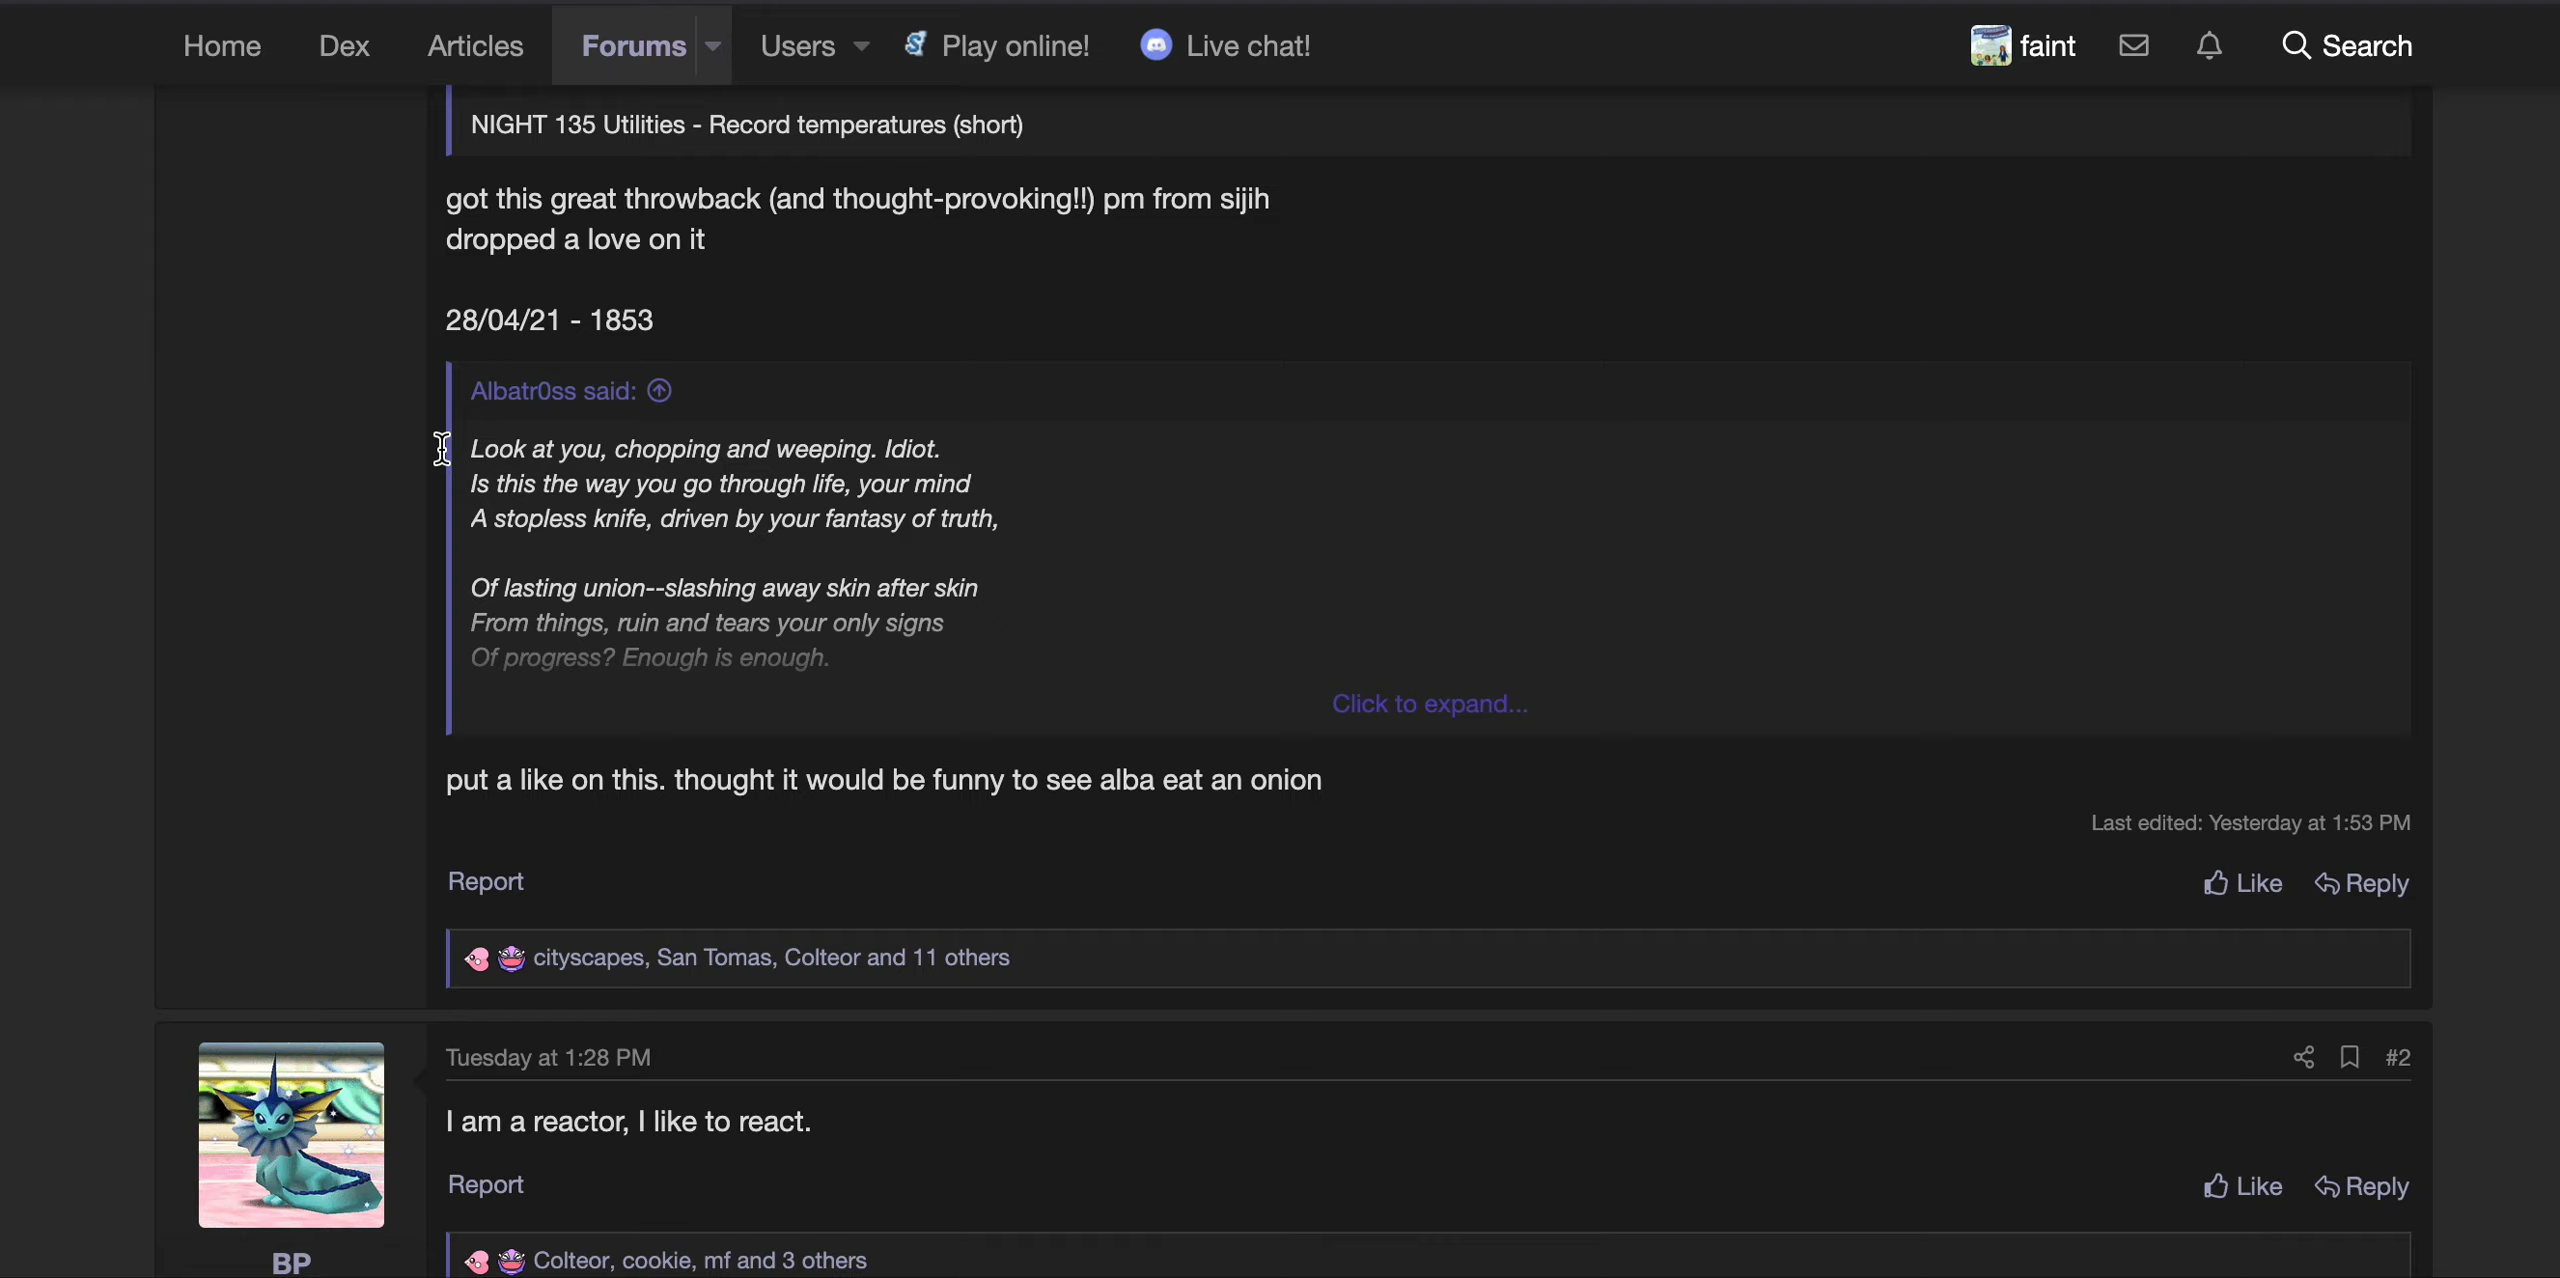 Home Dex Articles Forums Users Play online! Live chat! faint Search
NIGHT 135 Utilities - Record temperatures (short)
got this great throwback (and thought-provoking!!) pm from sijih
dropped a love on it
28/04/21 - 1853
Albatr0ss said:
Look at you, chopping and weeping. Idiot.
Is this the way you go through life, your mind
A stopless knife, driven by your fantasy of truth,
Of lasting union--slashing away skin after skin
From things, ruin and tears your only signs
Of progress? Enough is enough.
Click to expand...
put a like on this. thought it would be funny to see alba eat an onion
Last edited: Yesterday at 1:53 PM
Report Like Reply
cityscapes, San Tomas, Colteor and 11 others
Tuesday at 1:28 PM #2
I am a reactor, I like to react.
Report Like Reply
BP
Colteor, cookie, mf and 3 others